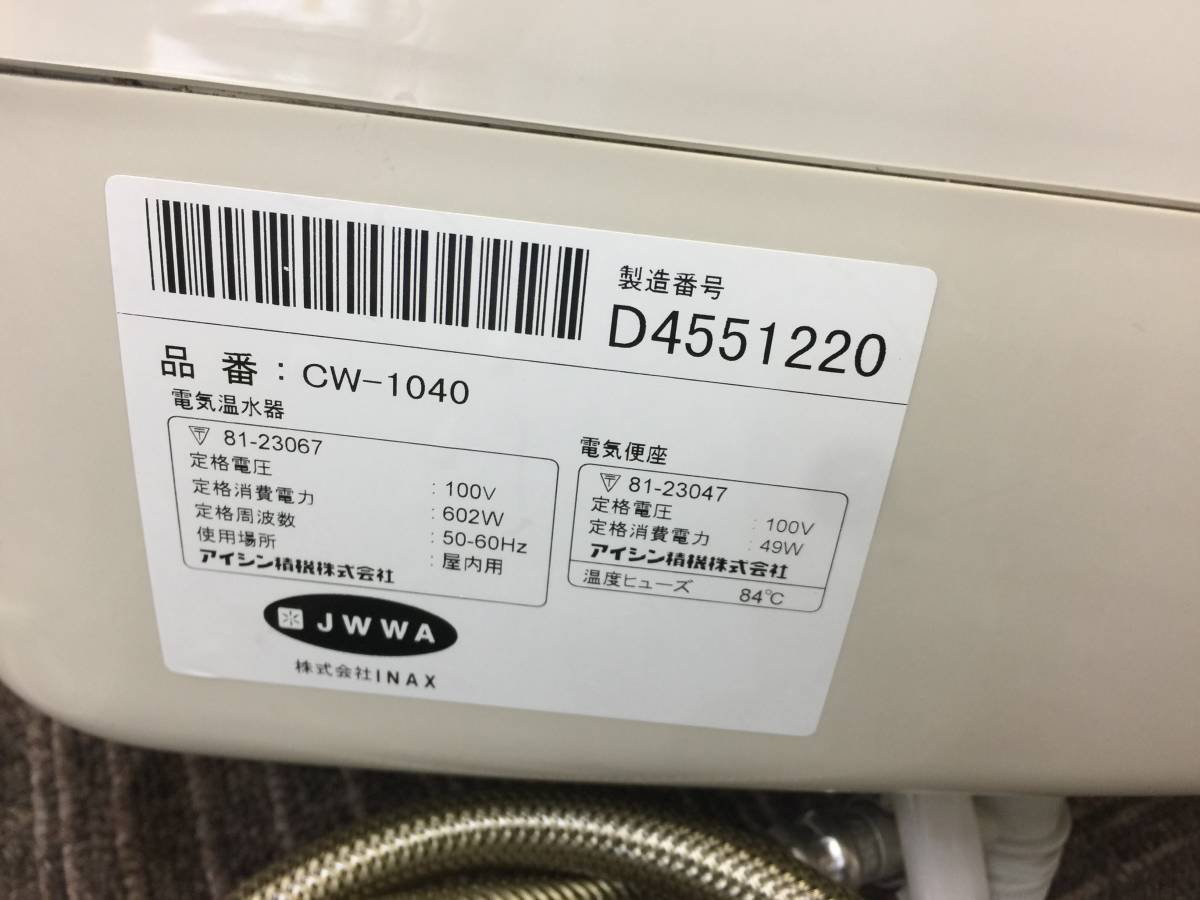 製造番号
D4551220
品 番 : CW-1040
電気温水器
81-23067
定格電圧 : 100V
定格消費電力 : 602W
定格周波数 : 50-60Hz
使用場所 : 屋内用
アイシン精機株式会社
電気便座
81-23047
定格電圧 : 100V
定格消費電力 : 49W
アイシン精機株式会社
温度ヒューズ 84℃
JWWA
株式会社INAX